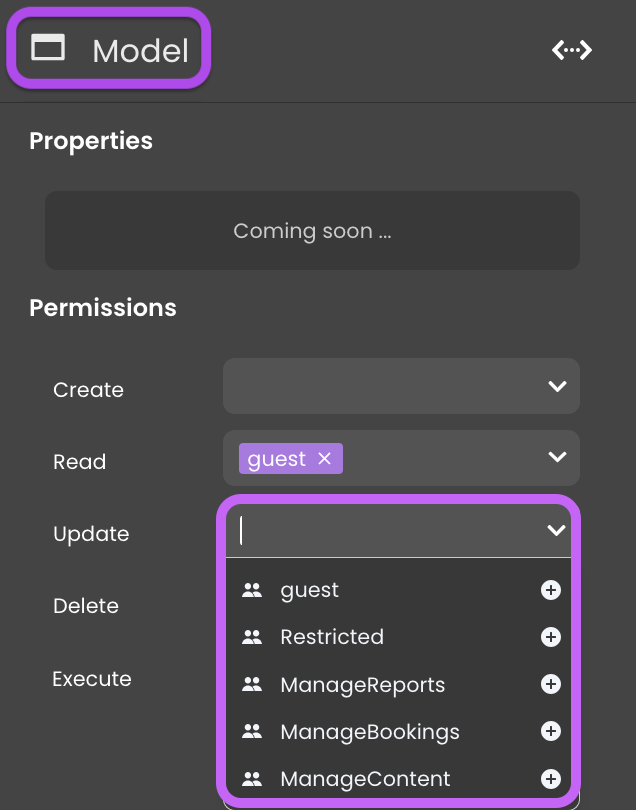 Model
Properties
Coming soon ...
Permissions
Create
Read
guest
Update
guest
Restricted
Delete
ManageReports
Execute
ManageBookings
ManageContent